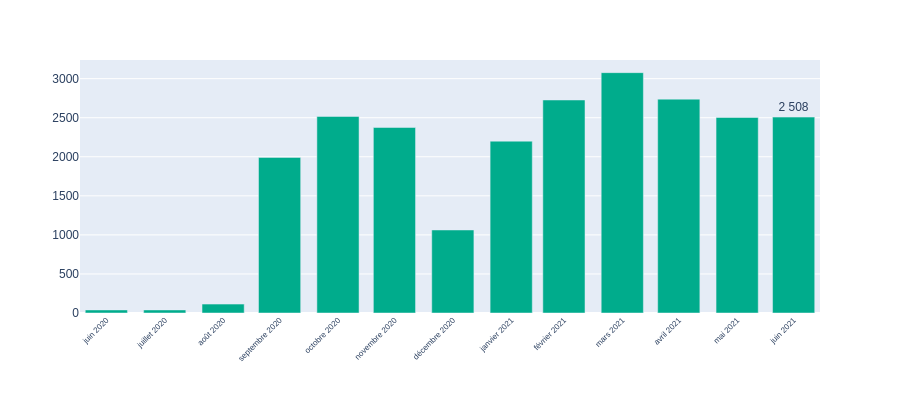 3000
2500
2000
1500
1000
500
0
2 508
juin 2020
juillet 2020
août 2020
septembre 2020
octobre 2020
novembre 2020
décembre 2020
janvier 2021
février 2021
mars 2021
avril 2021
mai 2021
juin 2021